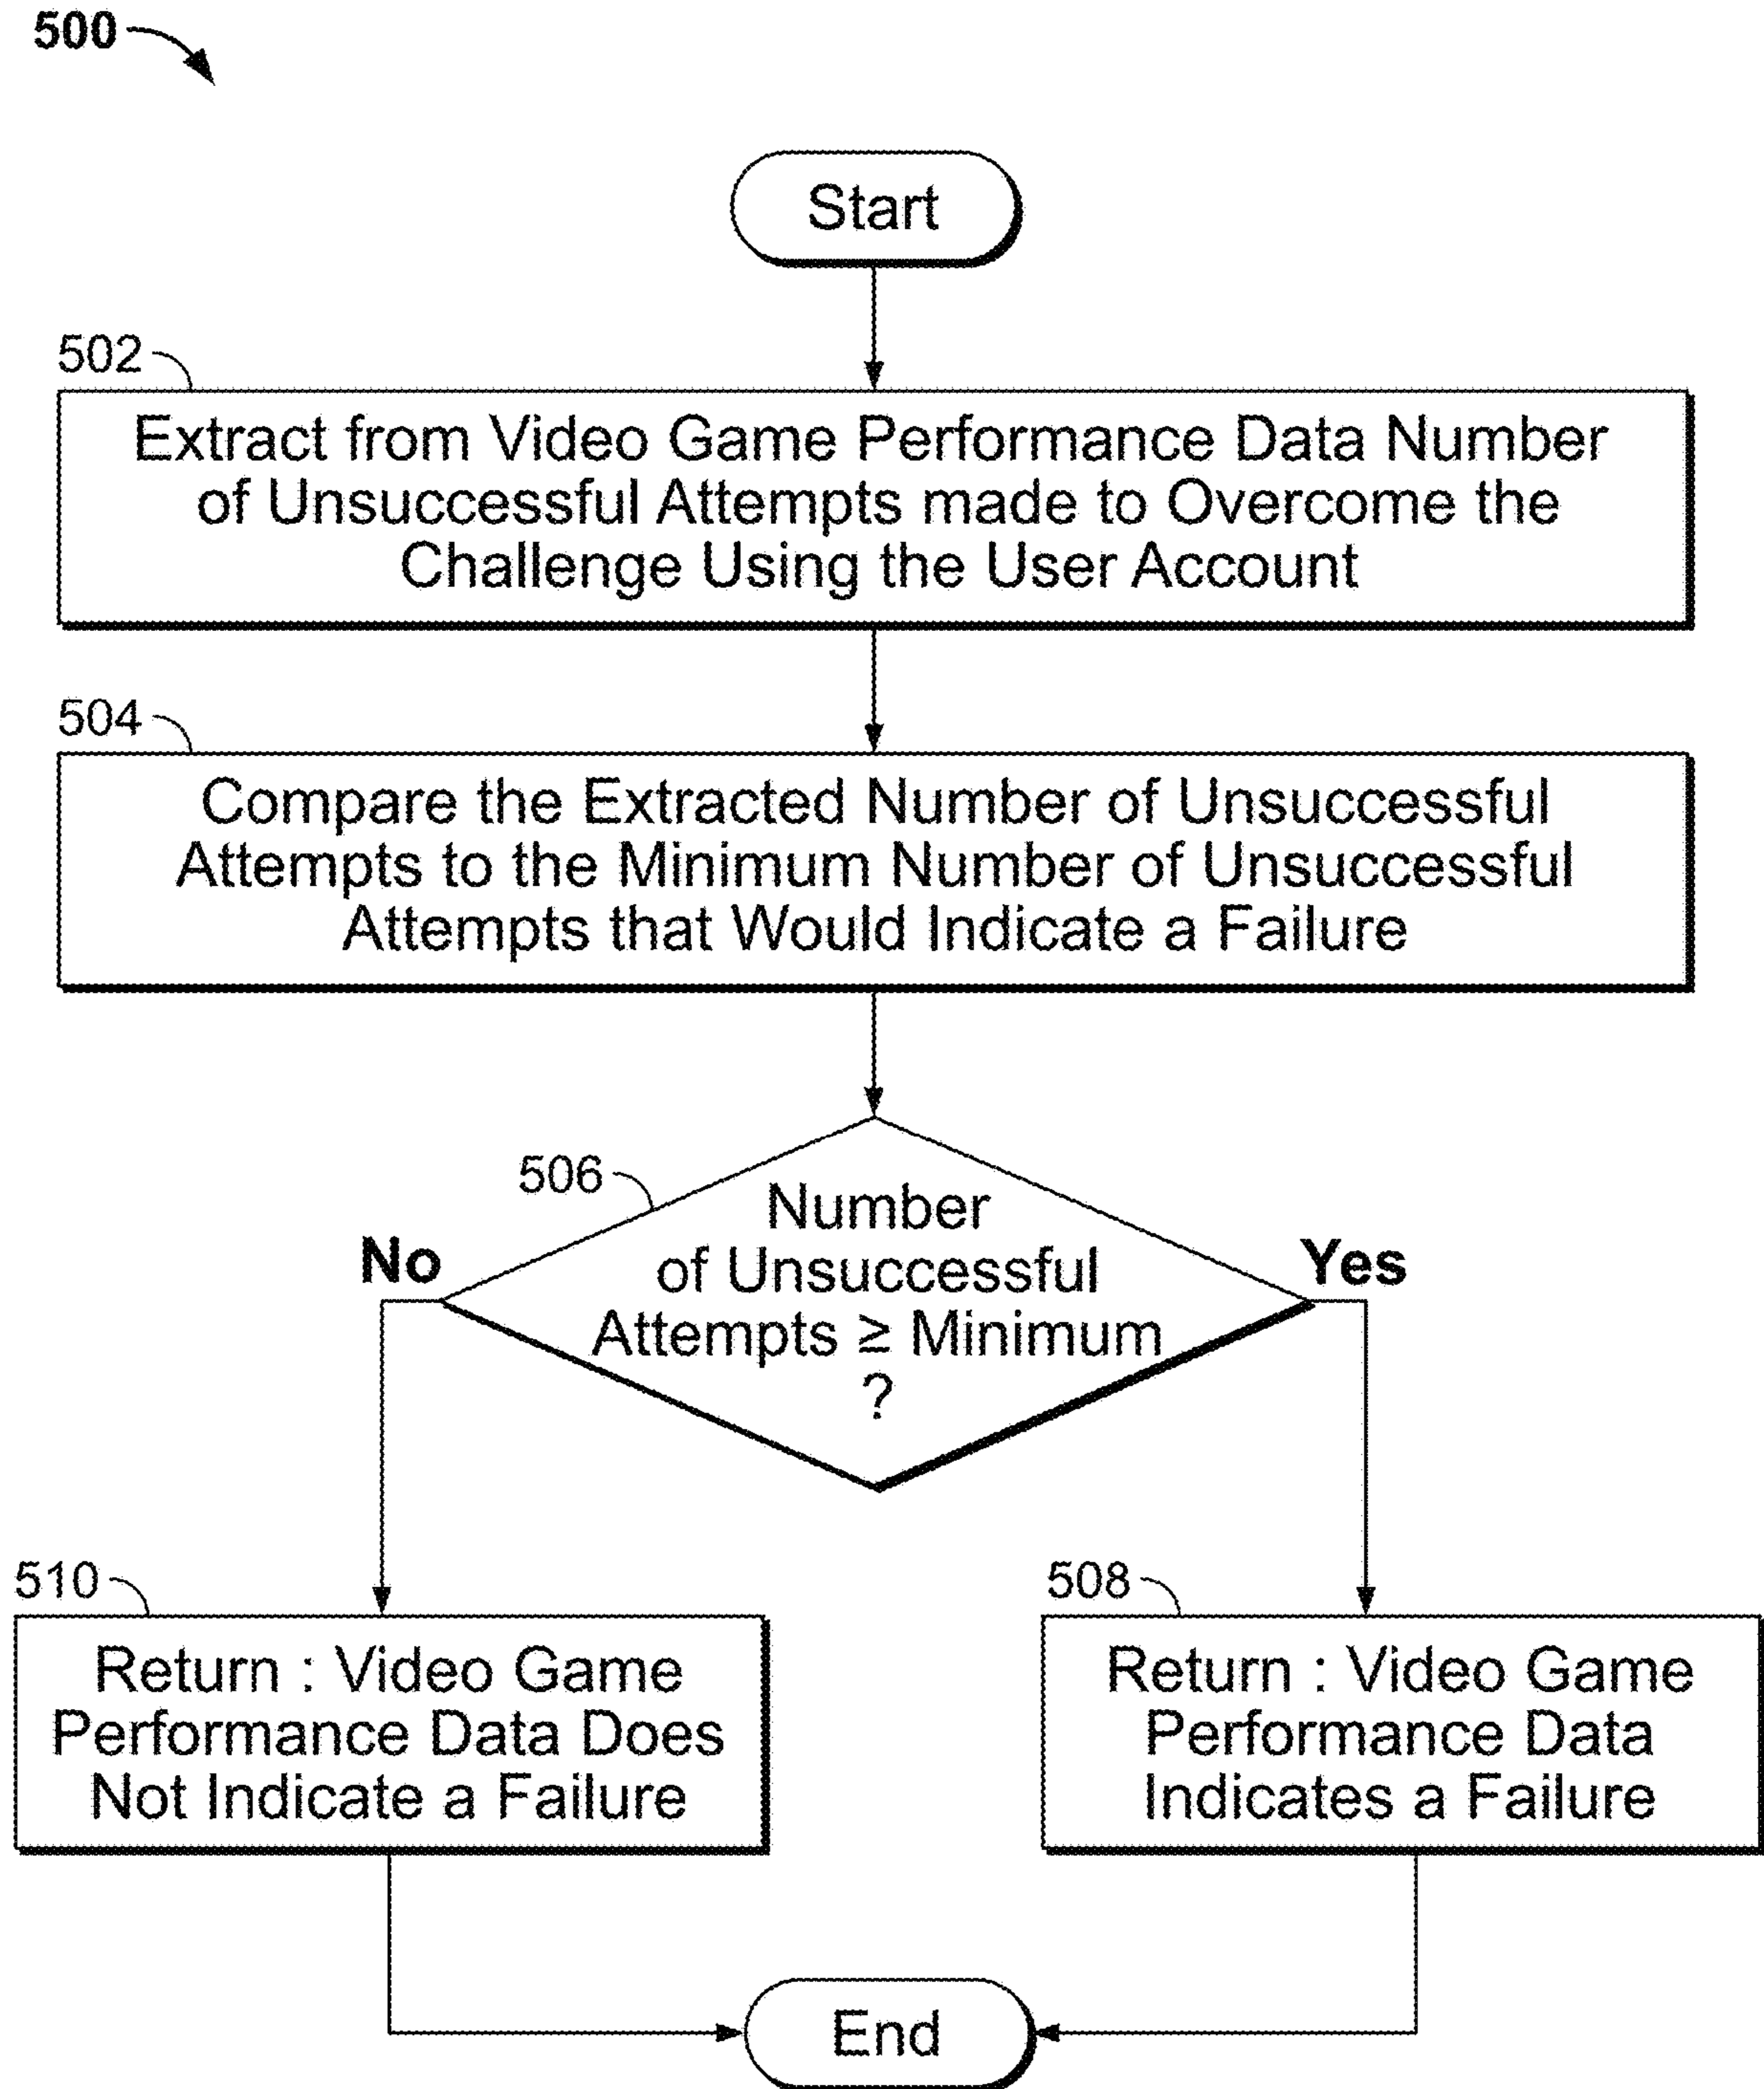 500
Start
502
Extract from Video Game Performance Data Number
of Unsuccessful Attempts made to Overcome the
Challenge Using the User Account
504
Compare the Extracted Number of Unsuccessful
Attempts to the Minimum Number of Unsuccessful
Attempts that Would Indicate a Failure
506
Number
of Unsuccessful
Attempts ≥ Minimum
?
No
Yes
510
Return : Video Game
Performance Data Does
Not Indicate a Failure
508
Return : Video Game
Performance Data
Indicates a Failure
End